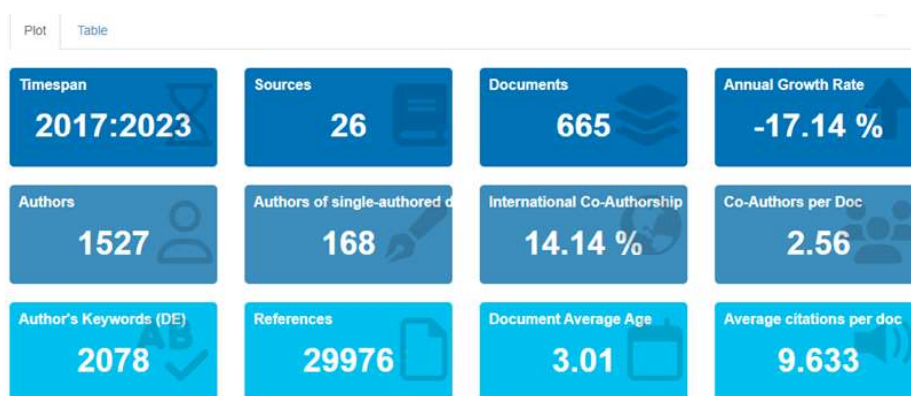 Plot Table
Timespan
2017:2023
Sources
26
Documents
665
Annual Growth Rate
-17.14 %
Authors
1527
Authors of single-authored d
168
International Co-Authorship
14.14 %
Co-Authors per Doc
2.56
Author's Keywords (DE)
2078
References
29976
Document Average Age
3.01
Average citations per doc
9.633
AB